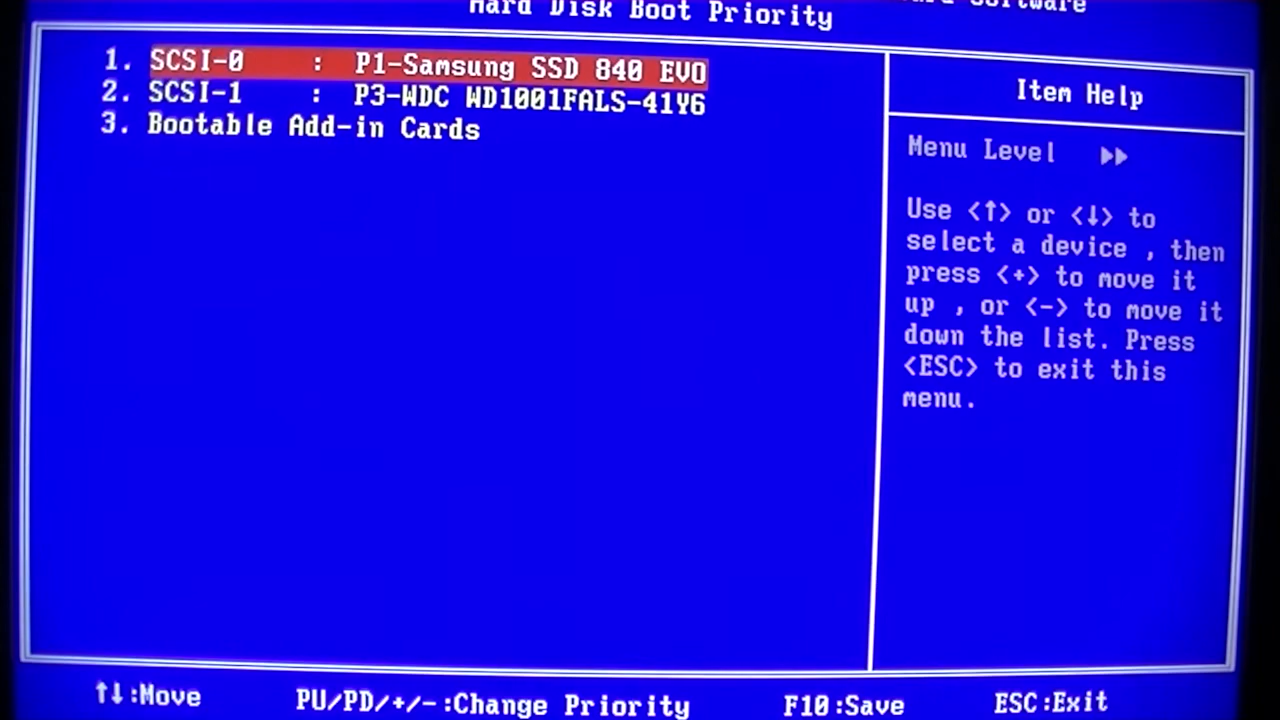 Software
Hard Disk Boot Priority
1. SCSI-0 : P1-Samsung SSD 840 EVO
2. SCSI-1 : P3-WDC WD1001FALS-41Y6
3. Bootable Add-in Cards
Item Help
Menu Level ▶▶
Use <↑> or <↓> to
select a device , then
press <+> to move it
up , or <-> to move it
down the list. Press
<ESC> to exit this
menu.
↑↓:Move PU/PD/+/-:Change Priority F10:Save ESC:Exit